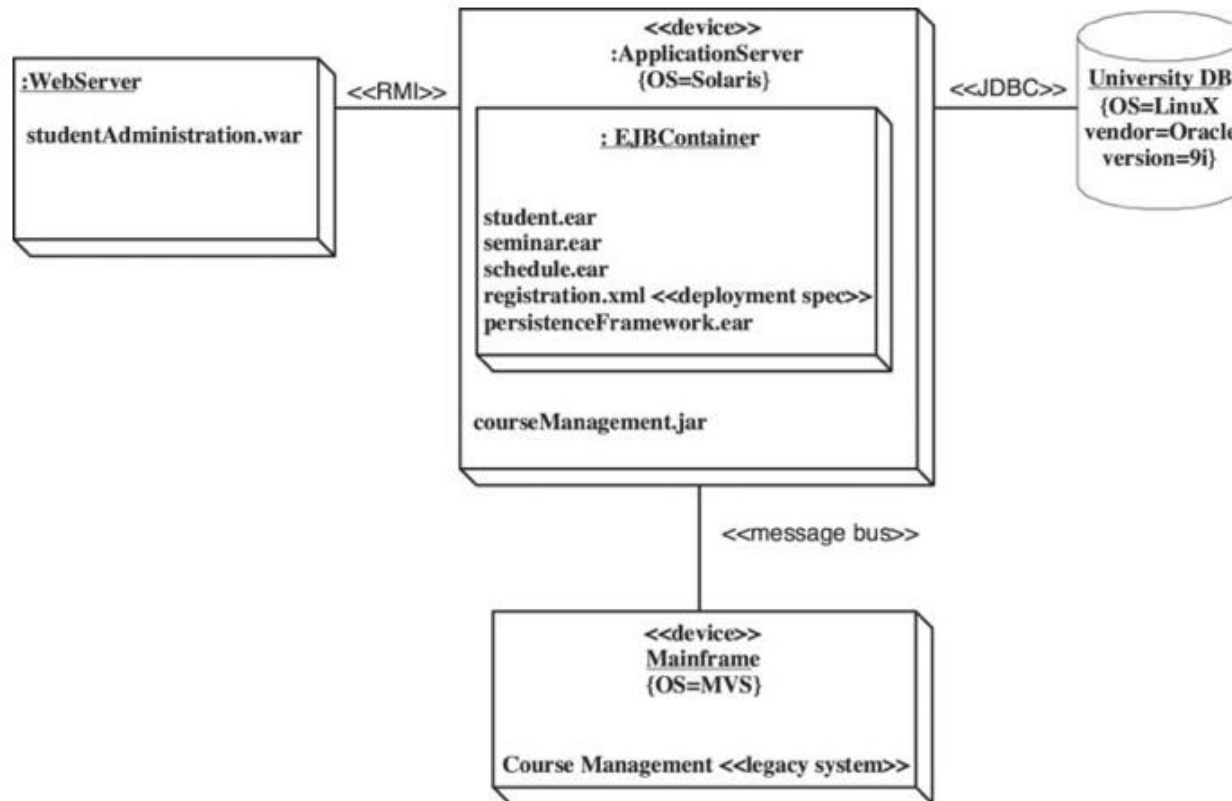 :WebServer
studentAdministration.war
<<RMI>>
<<device>>
:ApplicationServer
{OS=Solaris}
: EJBContainer
student.ear
seminar.ear
schedule.ear
registration.xml <<deployment spec>>
persistenceFramework.ear
courseManagement.jar
<<JDBC>>
University DB
{OS=LinuX
vendor=Oracle
version=9i}
<<message bus>>
<<device>>
Mainframe
{OS=MVS}
Course Management <<legacy system>>